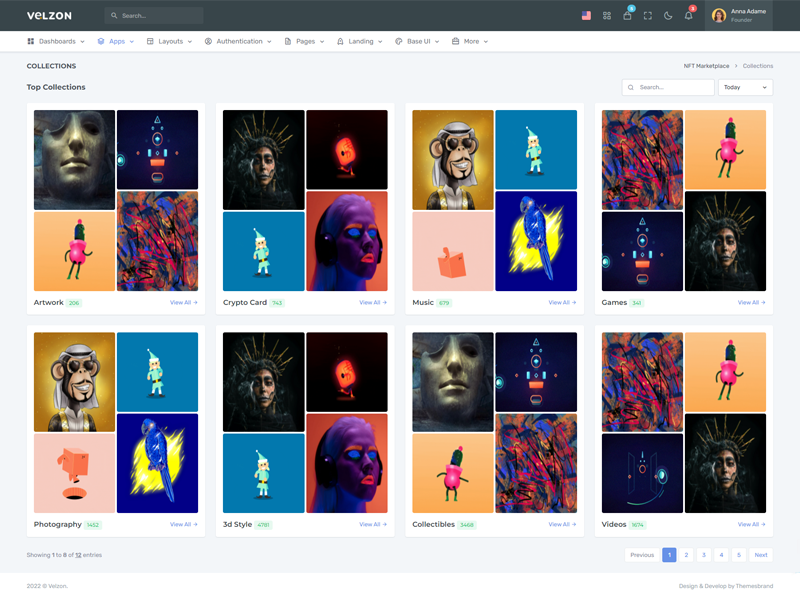 VELZON
Search...
6
3
Anna Adame
Founder
Dashboards
Apps
Layouts
Authentication
Pages
Landing
Base UI
More
COLLECTIONS
NFT Marketplace > Collections
Top Collections
Search...
Today
Artwork 206
View All →
Crypto Card 743
View All →
Music 679
View All →
Games 341
View All →
Photography 1452
View All →
3d Style 4781
View All →
Collectibles 3468
View All →
Videos 1674
View All →
Showing 1 to 8 of 12 entries
Previous 1 2 3 4 5 Next
2022 © Velzon.
Design & Develop by Themesbrand